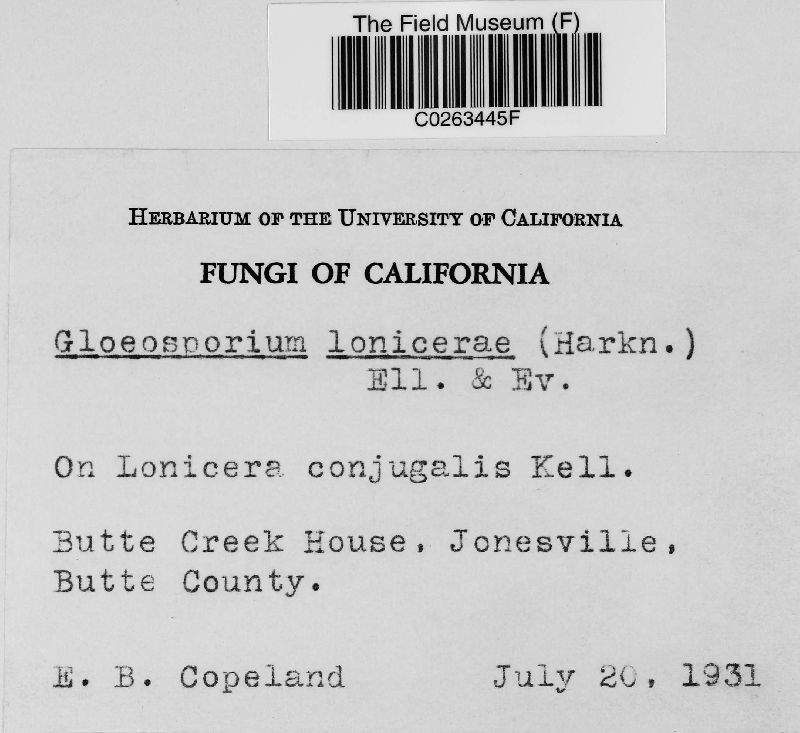 The Field Museum (F)
C0263445F
HERBARIUM OF THE UNIVERSITY OF CALIFORNIA
FUNGI OF CALIFORNIA
Gloeosporium lonicerae (Harkn.)
Ell. & Ev.
On Lonicera conjugalis Kell.
Butte Creek House, Jonesville,
Butte County.
E. B. Copeland July 20, 1931